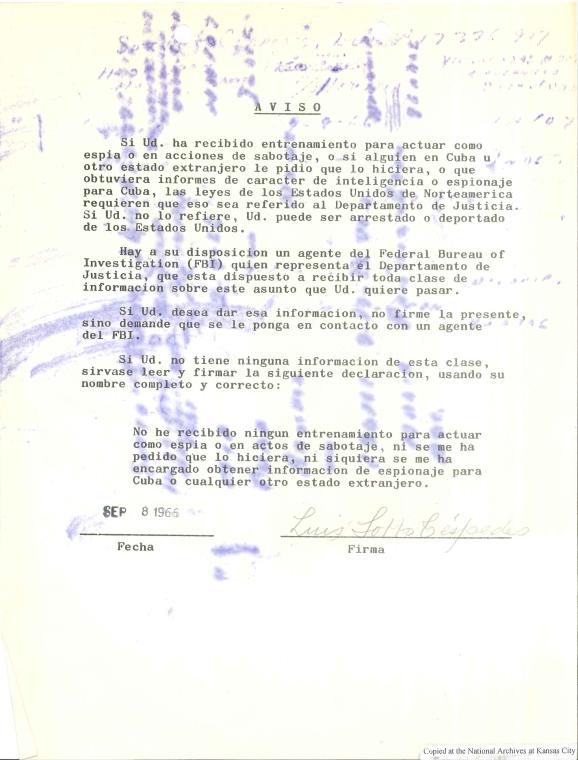 AVISO
Si Ud. ha recibido entrenamiento para actuar como
espia o en acciones de sabotaje, o si alguien en Cuba u
otro estado extranjero le pidio que lo hiciera, o que
obtuviera informes de caracter de inteligencia o espionaje
para Cuba, las leyes de los Estados Unidos de Norteamerica
requieren que eso sea referido al Departamento de Justicia.
Si Ud. no lo refiere, Ud. puede ser arrestado o deportado
de los Estados Unidos.
Hay a su disposicion un agente del Federal Bureau of
Investigation (FBI) quien representa el Departamento de
Justicia, que esta dispuesto a recibir toda clase de
informacion sobre este asunto que Ud. quiere pasar.
Si Ud. desea dar esa informacion, no firme la presente,
sino demande que se le ponga en contacto con un agente
del FBI.
Si Ud. no tiene ninguna informacion de esta clase,
sirvase leer y firmar la siguiente declaracion, usando su
nombre completo y correcto:
No he recibido ningun entrenamiento para actuar
como espia o en actos de sabotaje, ni se me ha
pedido que lo hiciera, ni siquiera se me ha
encargado obtener informacion de espionaje para
Cuba o cualquier otro estado extranjero.
SEP 8 1966
Luis Sotto Céspedes
Fecha
Firma
Copied at the National Archives at Kansas City